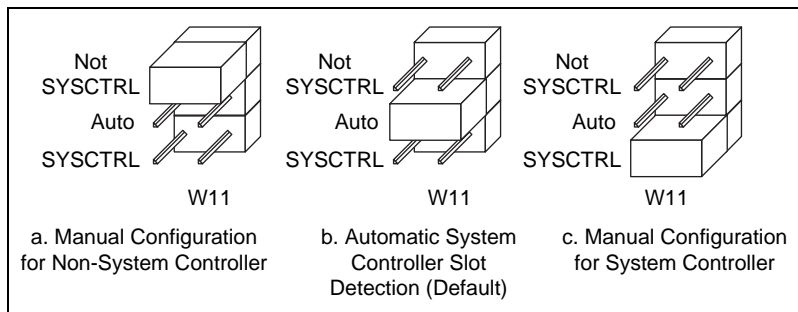 Not
SYSCTRL
Auto
SYSCTRL
W11
a. Manual Configuration
for Non-System Controller
Not
SYSCTRL
Auto
SYSCTRL
W11
b. Automatic System
Controller Slot
Detection (Default)
Not
SYSCTRL
Auto
SYSCTRL
W11
c. Manual Configuration
for System Controller